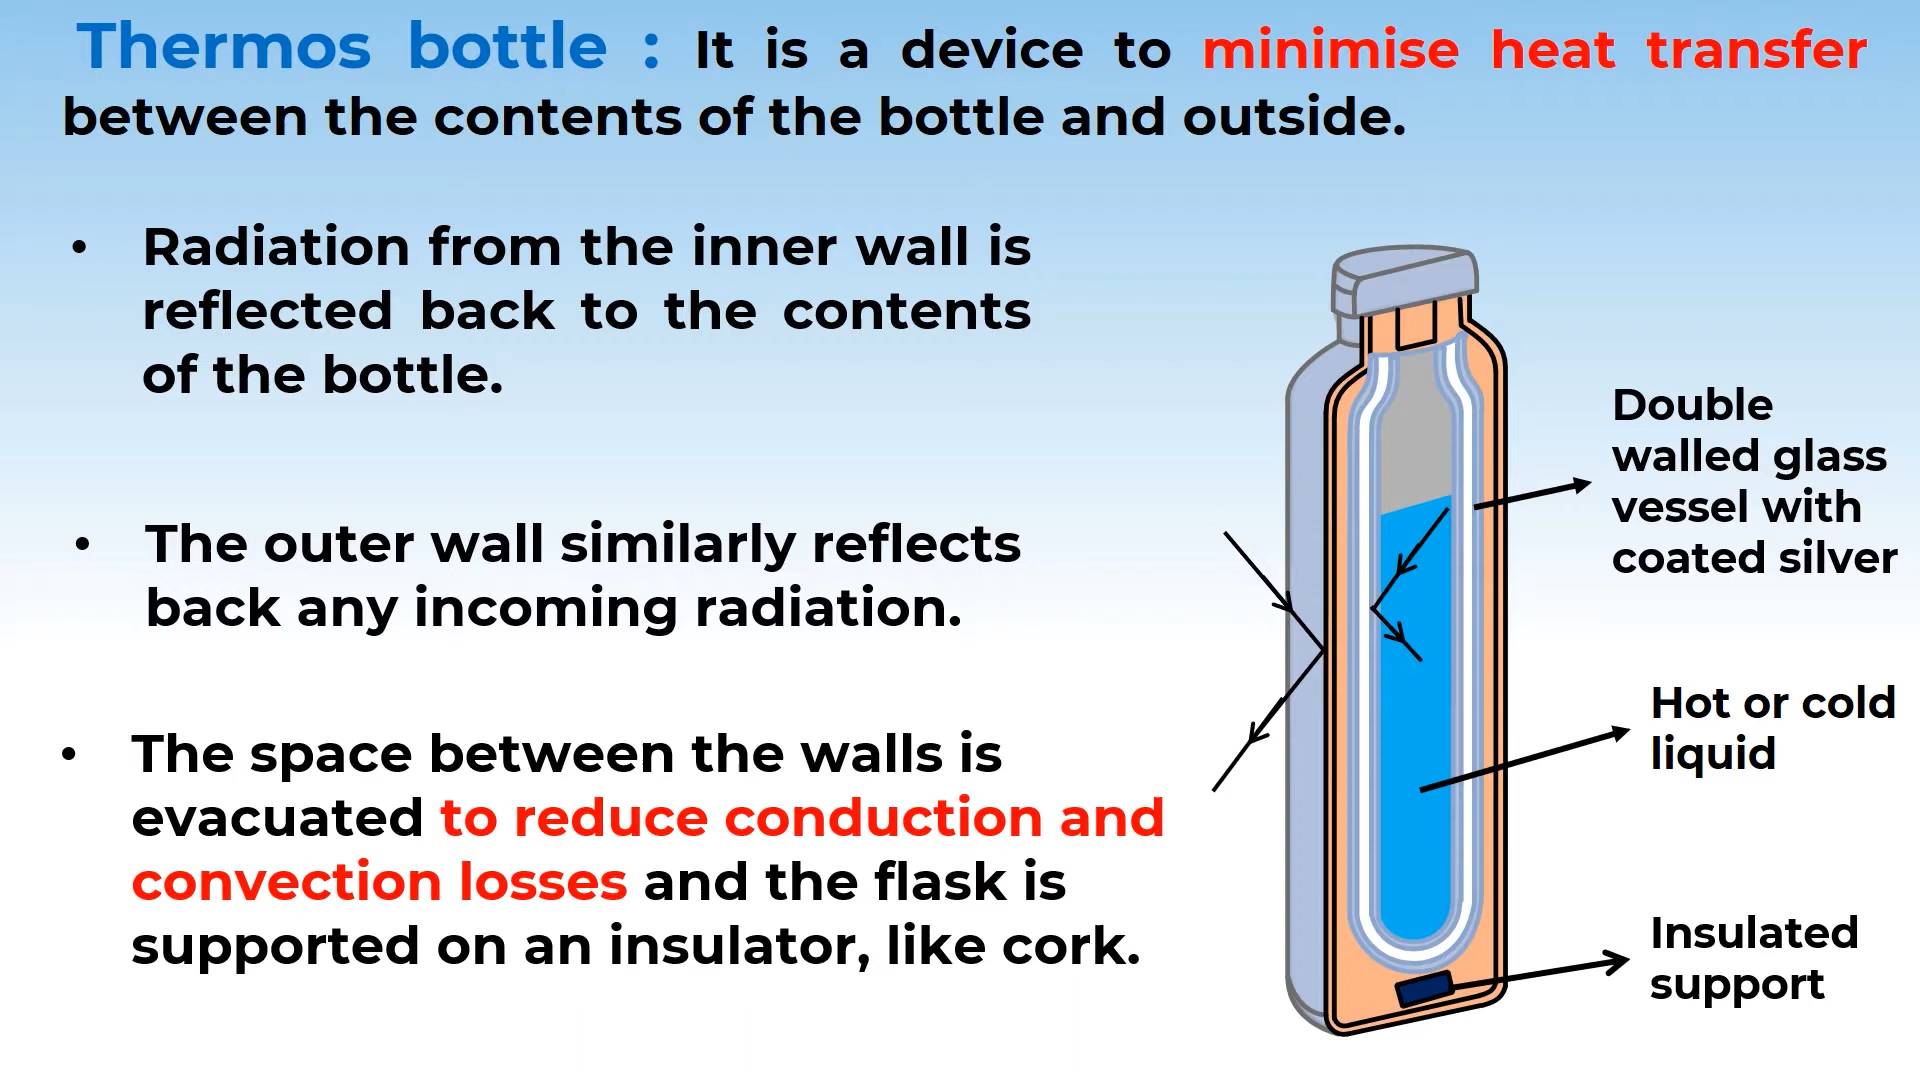 Thermos bottle : It is a device to minimise heat transfer
between the contents of the bottle and outside.
• Radiation from the inner wall is
reflected back to the contents
of the bottle.
• The outer wall similarly reflects
back any incoming radiation.
• The space between the walls is
evacuated to reduce conduction and
convection losses and the flask is
supported on an insulator, like cork.
Double
walled glass
vessel with
coated silver
Hot or cold
liquid
Insulated
support